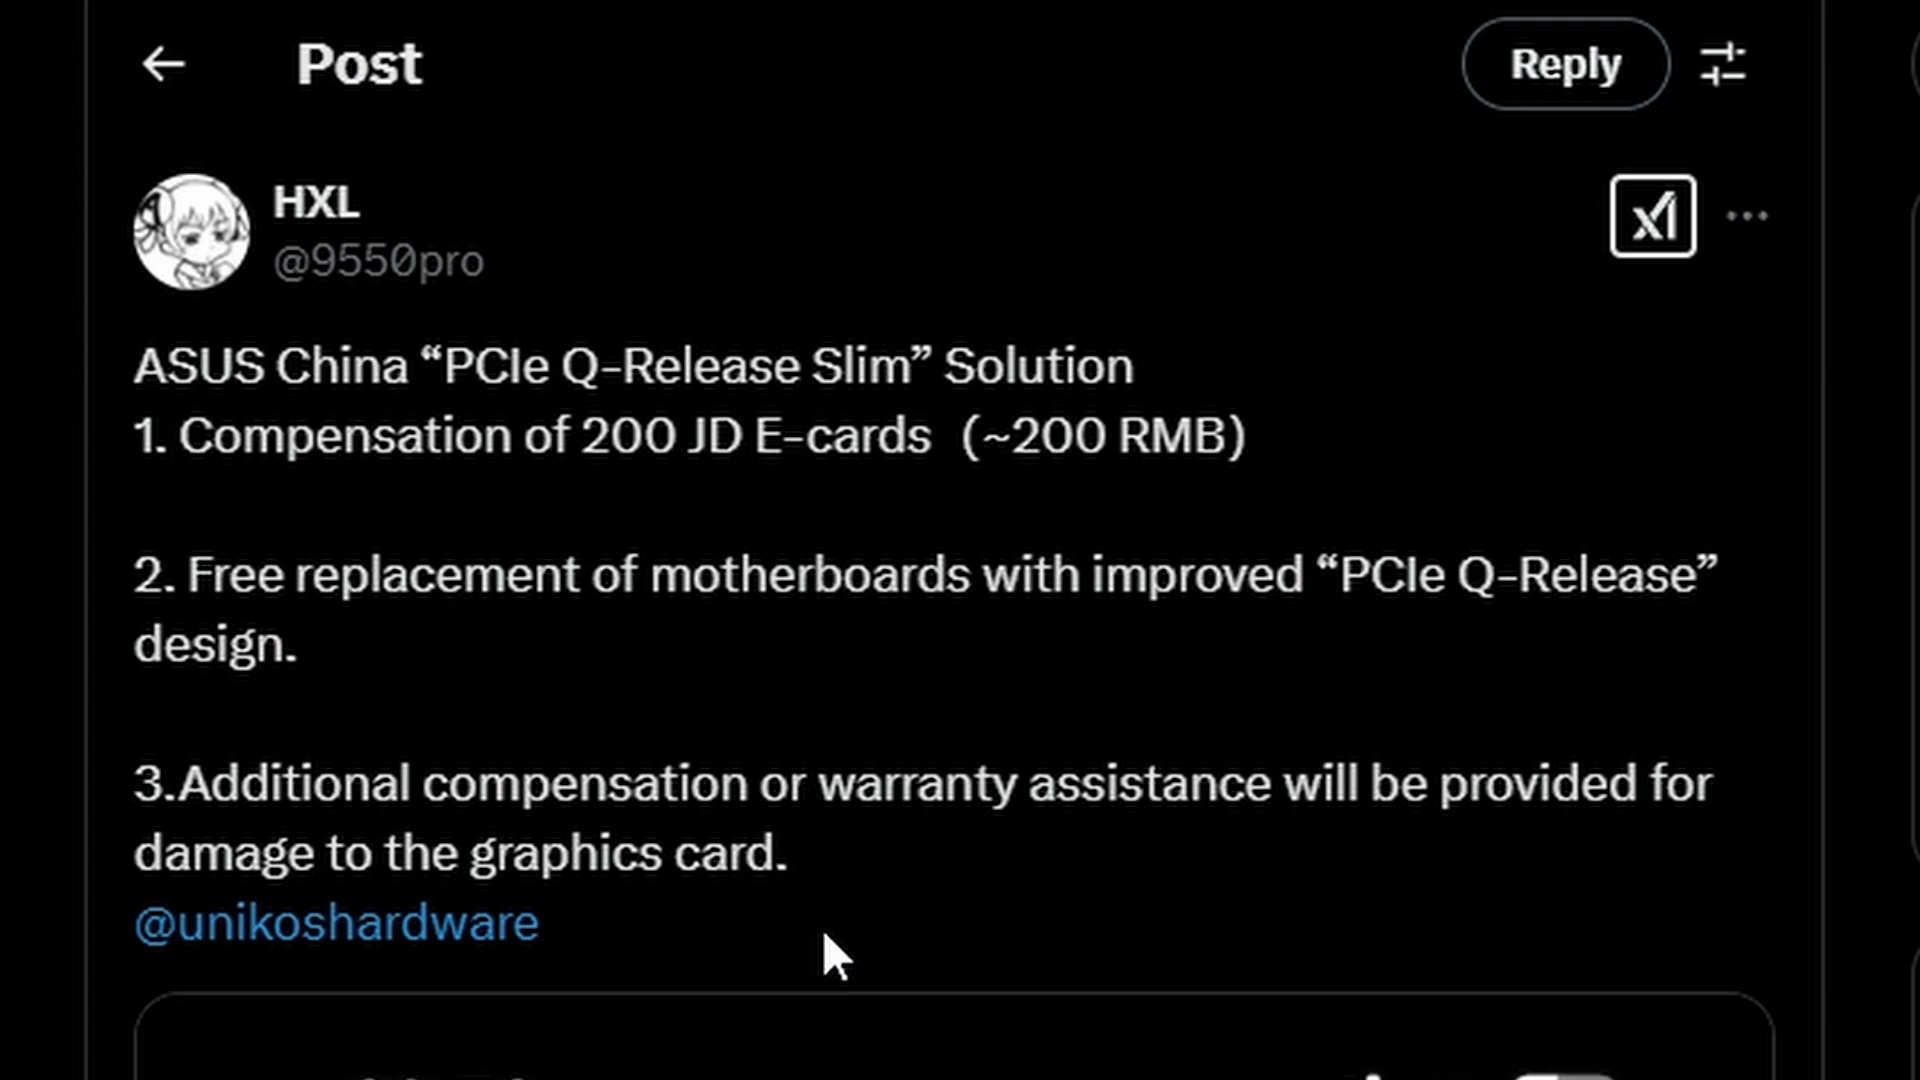 Post
Reply
HXL
@9550pro
ASUS China “PCIe Q-Release Slim” Solution
1. Compensation of 200 JD E-cards（~200 RMB)
2. Free replacement of motherboards with improved “PCIe Q-Release”
design.
3.Additional compensation or warranty assistance will be provided for
damage to the graphics card.
@unikoshardware